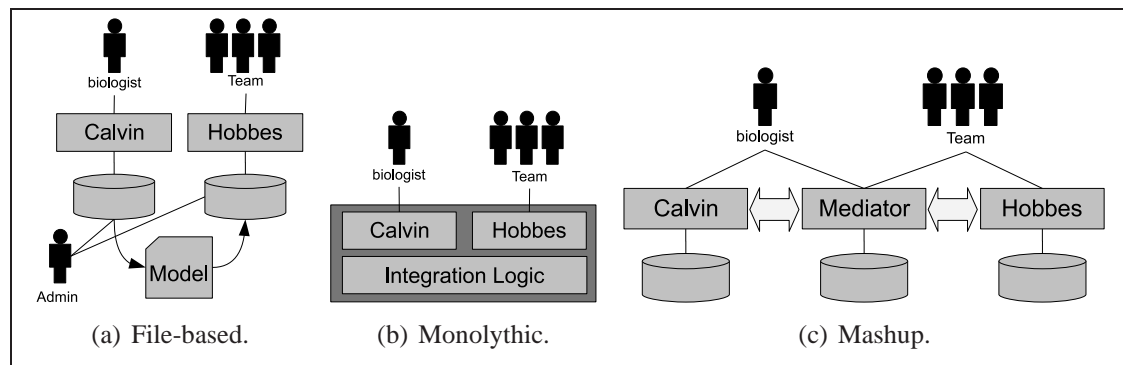 biologist
Team
Calvin
Hobbes
Model
Admin
(a) File-based.
biologist
Team
Calvin
Hobbes
Integration Logic
(b) Monolythic.
biologist
Team
Calvin
Mediator
Hobbes
(c) Mashup.